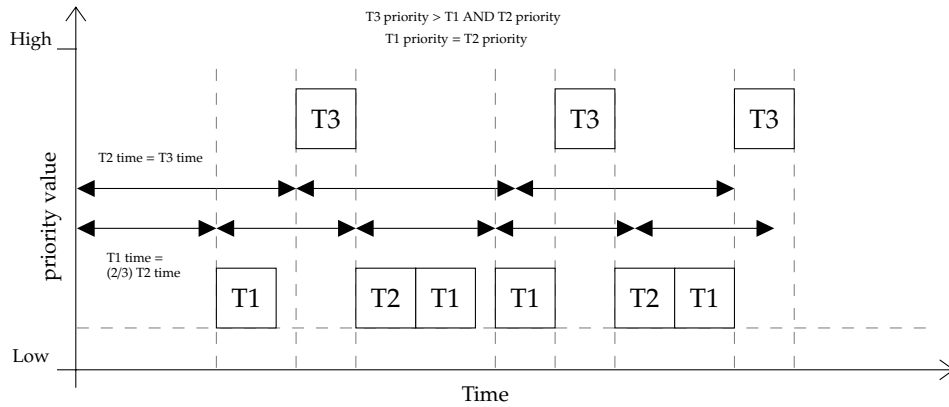 T3 priority > T1 AND T2 priority
High
T1 priority = T2 priority
T3
T3
T3
T2 time = T3 time
priority value
T1 time =
(2/3) T2 time
T1
T2
T1
T1
T2
T1
Low
Time